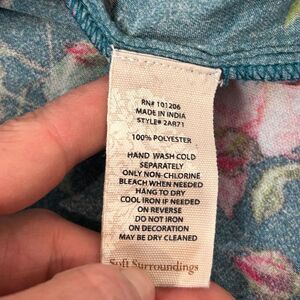 RN# 101206
MADE IN INDIA
STYLE# 2AR71
100% POLYESTER
HAND WASH COLD
SEPARATELY
ONLY NON-CHLORINE
BLEACH WHEN NEEDED
HANG TO DRY
COOL IRON IF NEEDED
ON REVERSE
DO NOT IRON
ON DECORATION
MAY BE DRY CLEANED
Soft Surroundings